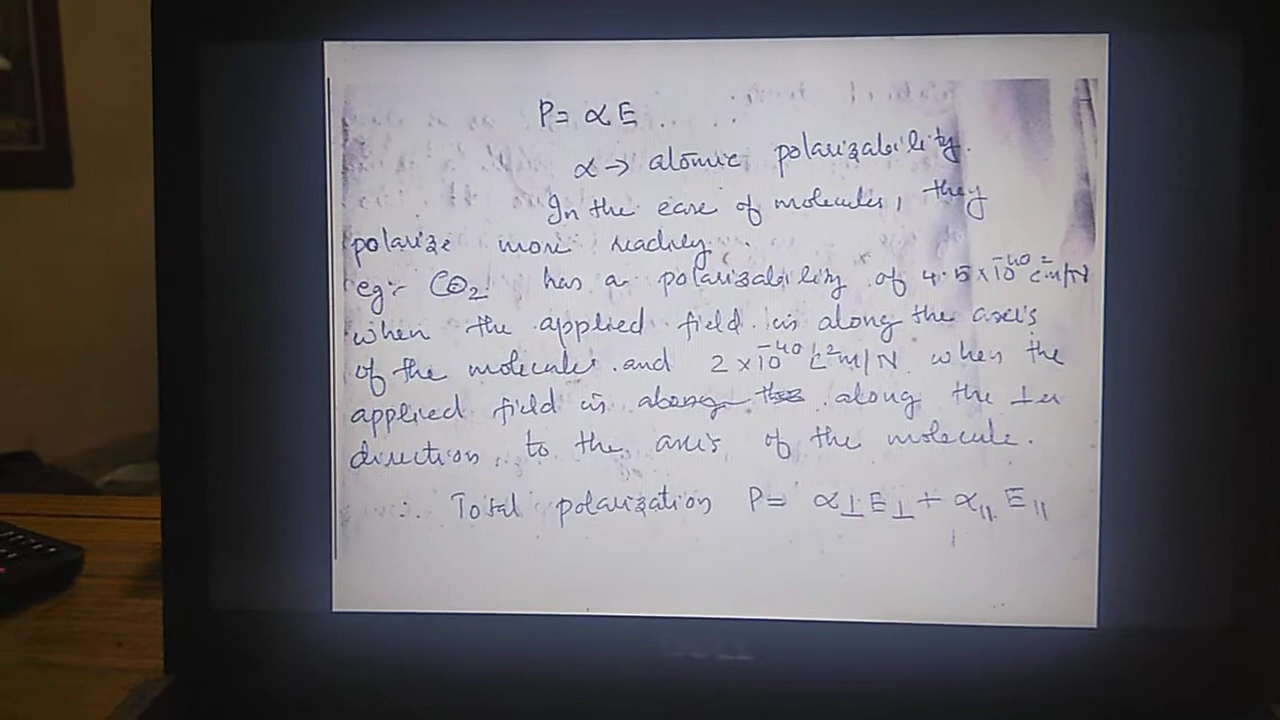 P = α E
α → atomic polarizability.
In the case of molecules, they
polarize more readily.
eg:- CO₂ has a polarizability of 4.5×10⁻⁴⁰ C²m/N
when the applied field is along the axis
of the molecule and 2×10⁻⁴⁰ C²m/N when the
applied field is along the ⊥er
direction to the axis of the molecule.
∴ Total polarization P = α⊥E⊥ + α∥ E∥